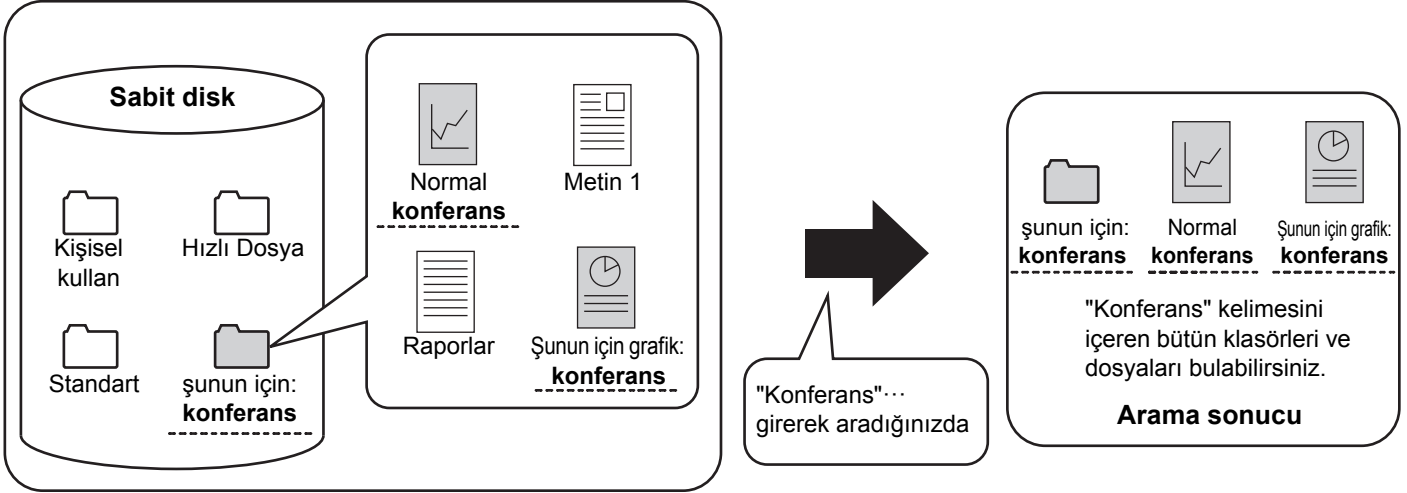 Sabit disk
Kişisel
kullan
Hızlı Dosya
Standart
şunun için:
konferans
Normal
konferans
Metin 1
Raporlar
Şunun için grafik:
konferans
"Konferans"…
girerek aradığınızda
şunun için:
konferans
Normal
konferans
Şunun için grafik:
konferans
"Konferans" kelimesini
içeren bütün klasörleri ve
dosyaları bulabilirsiniz.
Arama sonucu